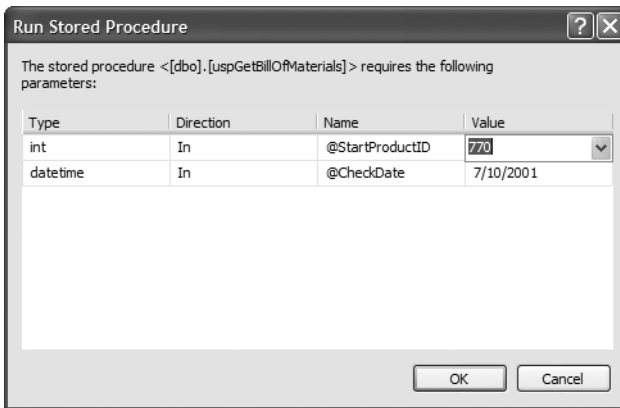 Run Stored Procedure
The stored procedure <[dbo].[uspGetBillOfMaterials]> requires the following
parameters:
Type Direction Name Value
int In @StartProductID 770
datetime In @CheckDate 7/10/2001
OK Cancel